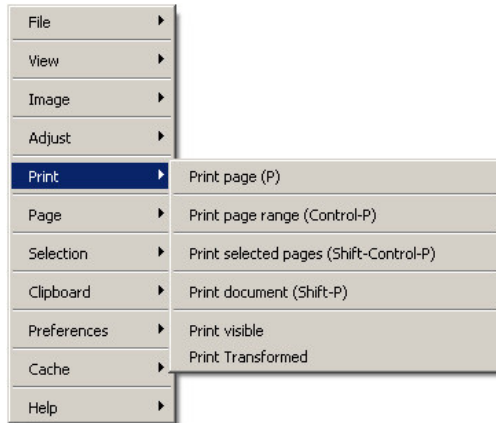 File
View
Image
Adjust
Print
Page
Selection
Clipboard
Preferences
Cache
Help
Print page (P)
Print page range (Control-P)
Print selected pages (Shift-Control-P)
Print document (Shift-P)
Print visible
Print Transformed